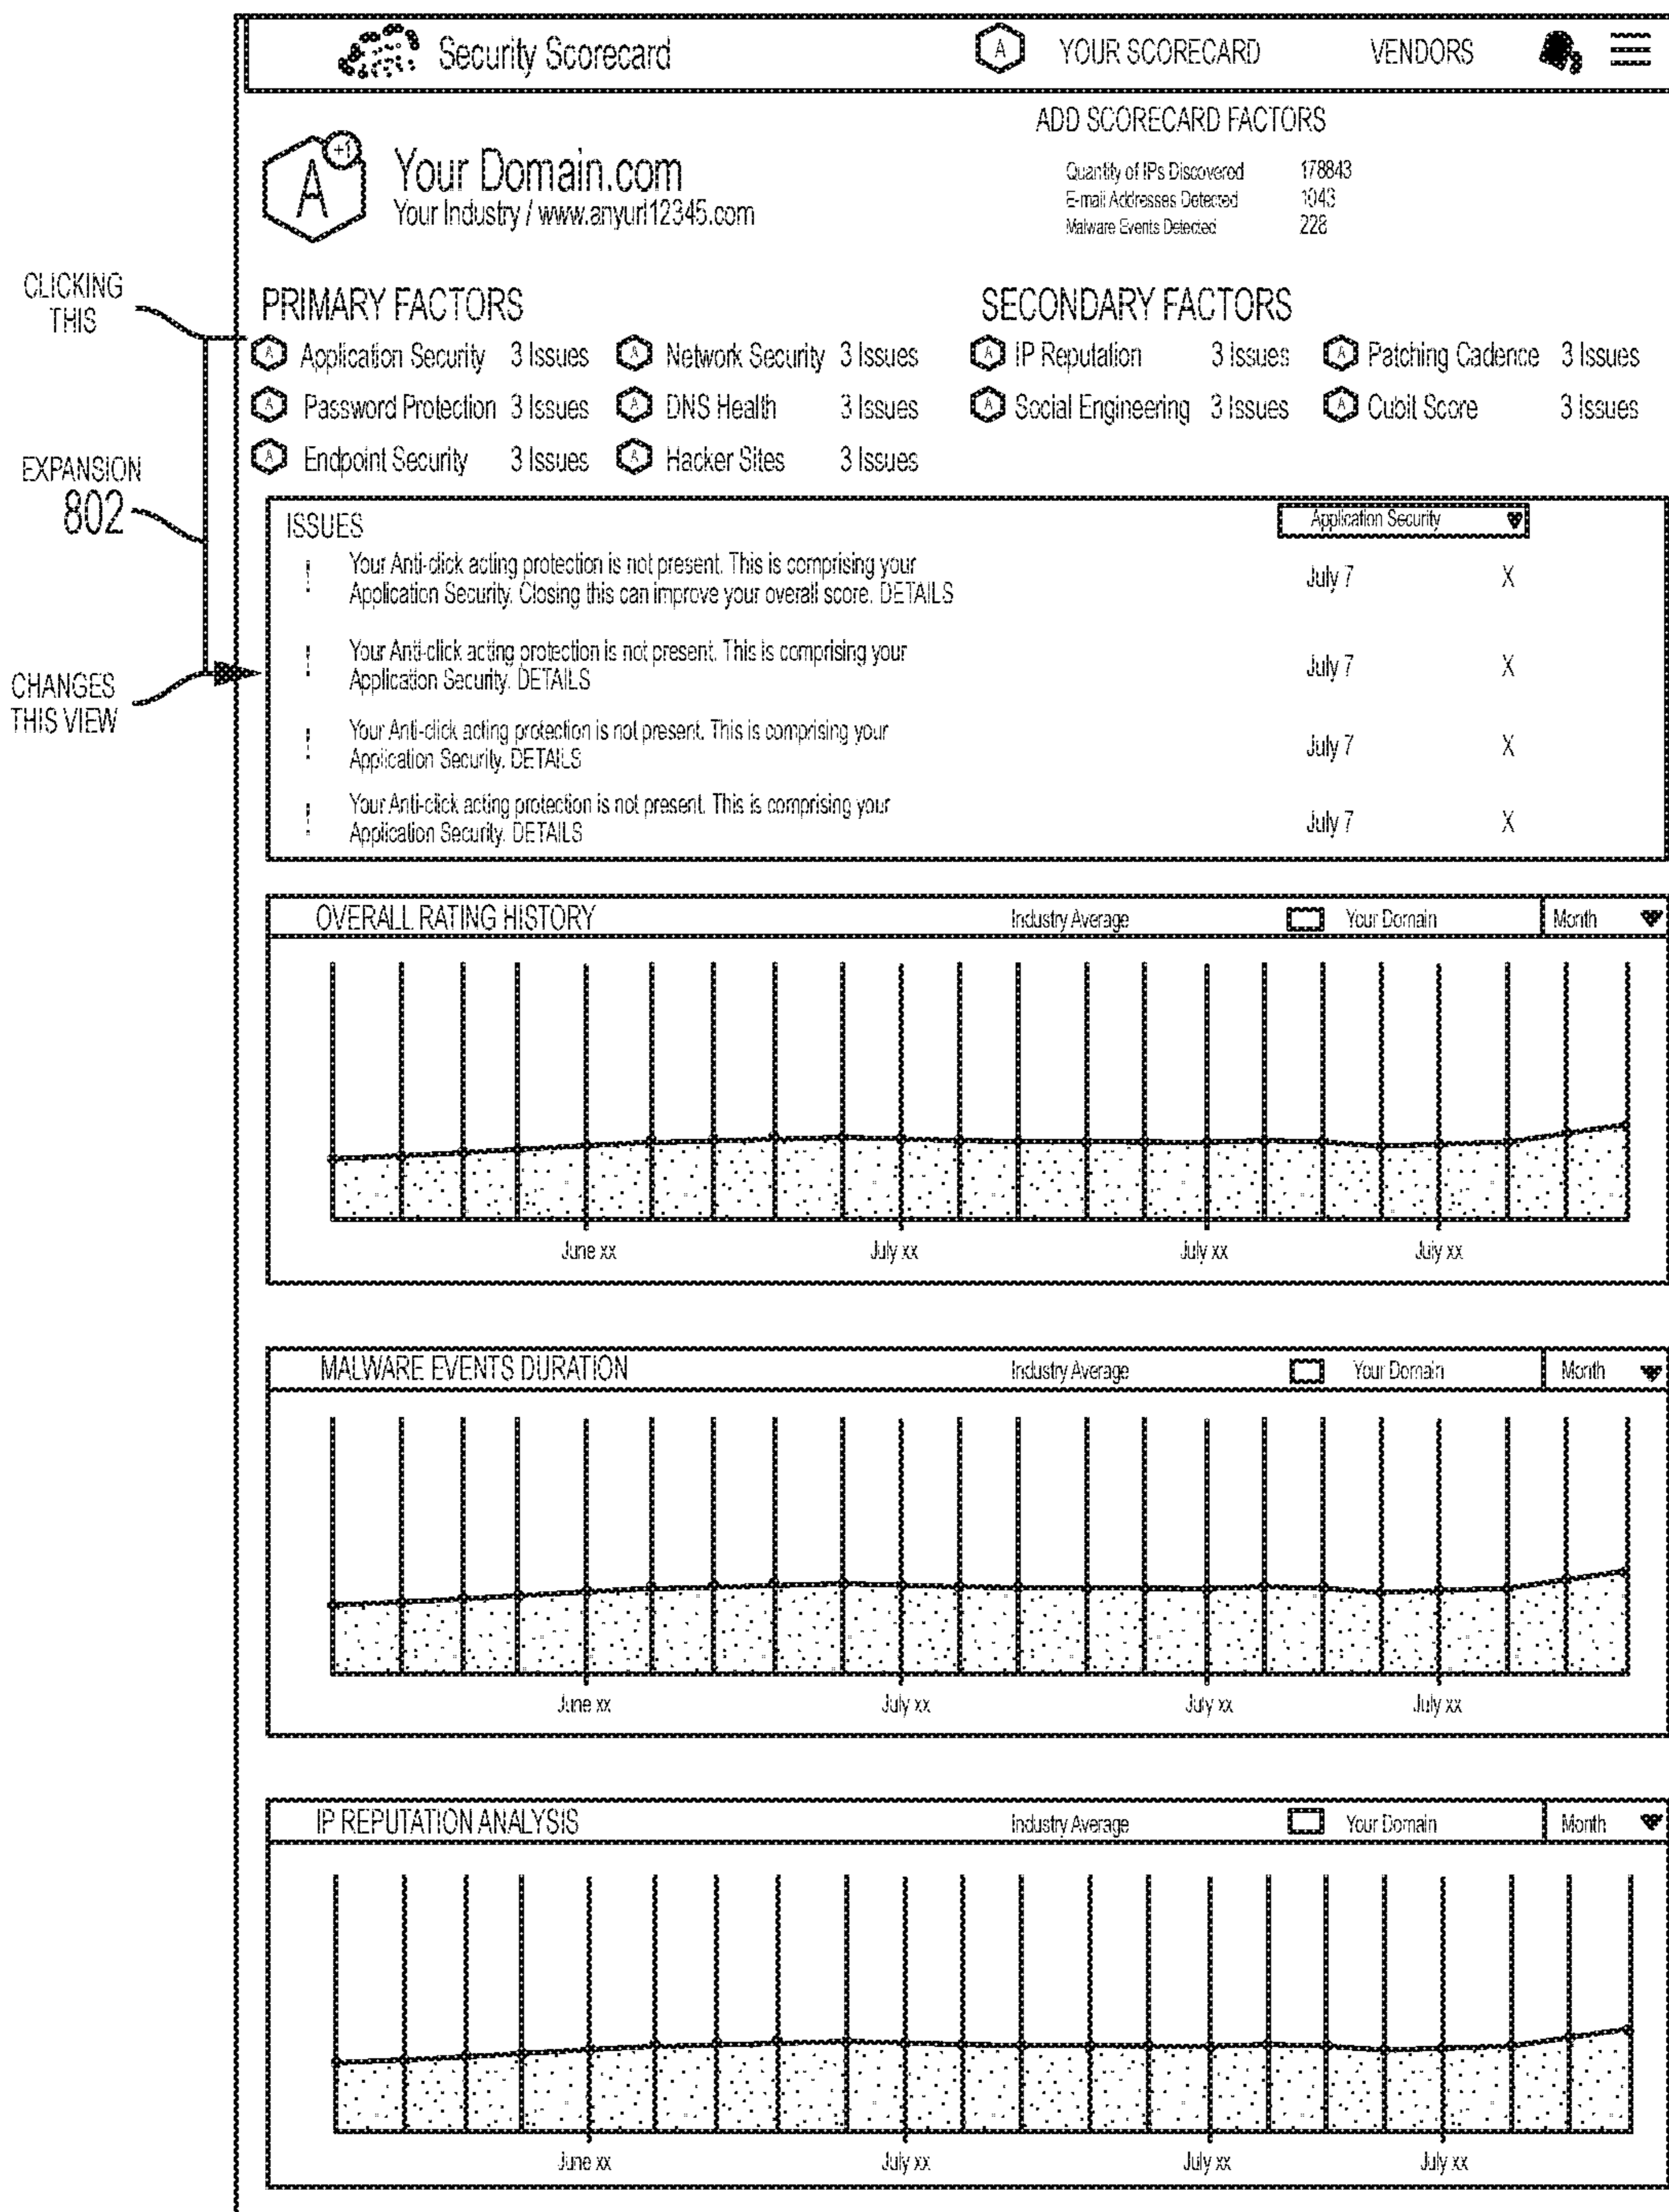 Security Scorecard
A YOUR SCORECARD VENDORS
ADD SCORECARD FACTORS
A +1
Your Domain.com
Your Industry / www.anyurl12345.com
Quantity of IPs Discovered 178843
E-mail Addresses Detected 1043
Malware Events Detected 228
CLICKING
THIS
EXPANSION
802
CHANGES
THIS VIEW
PRIMARY FACTORS
A Application Security 3 Issues A Network Security 3 Issues
A Password Protection 3 Issues A DNS Health 3 Issues
A Endpoint Security 3 Issues A Hacker Sites 3 Issues
SECONDARY FACTORS
A IP Reputation 3 Issues A Patching Cadence 3 Issues
A Social Engineering 3 Issues A Cubit Score 3 Issues
ISSUES Application Security
! Your Anti-click acting protection is not present. This is comprising your
Application Security. Closing this can improve your overall score. DETAILS July 7 X
! Your Anti-click acting protection is not present. This is comprising your
Application Security. DETAILS July 7 X
! Your Anti-click acting protection is not present. This is comprising your
Application Security. DETAILS July 7 X
! Your Anti-click acting protection is not present. This is comprising your
Application Security. DETAILS July 7 X
OVERALL RATING HISTORY Industry Average Your Domain Month
June xx July xx July xx July xx
MALWARE EVENTS DURATION Industry Average Your Domain Month
June xx July xx July xx July xx
IP REPUTATION ANALYSIS Industry Average Your Domain Month
June xx July xx July xx July xx